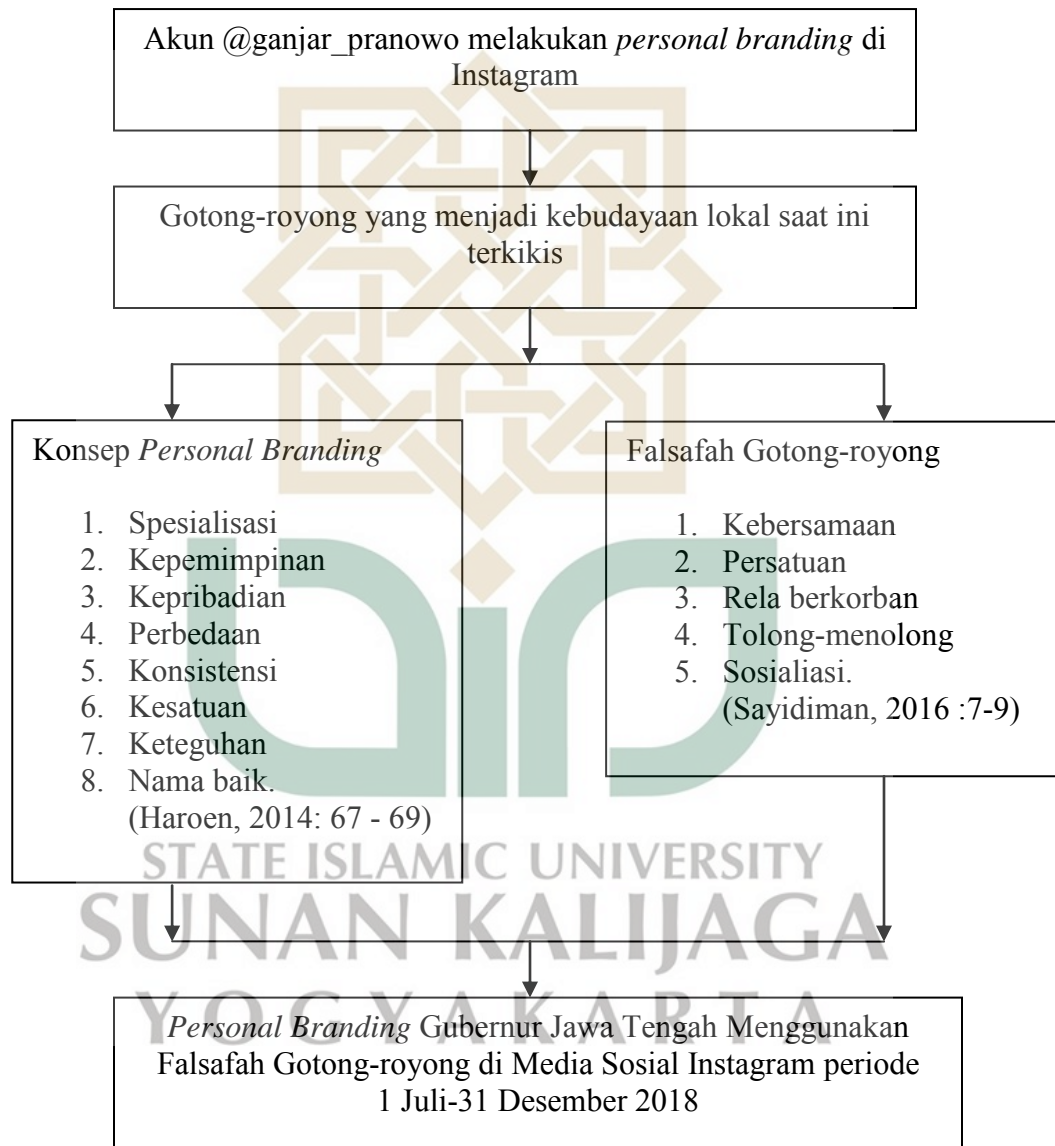 Akun @ganjar_pranowo melakukan personal branding di
Instagram
Gotong-royong yang menjadi kebudayaan lokal saat ini
terkikis
Konsep Personal Branding
1. Spesialisasi
2. Kepemimpinan
3. Kepribadian
4. Perbedaan
5. Konsistensi
6. Kesatuan
7. Keteguhan
8. Nama baik.
(Haroen, 2014: 67 - 69)
Falsafah Gotong-royong
1. Kebersamaan
2. Persatuan
3. Rela berkorban
4. Tolong-menolong
5. Sosialiasi.
(Sayidiman, 2016 :7-9)
STATE ISLAMIC UNIVERSITY
SUNAN KALIJAGA
YOGYAKARTA
Personal Branding Gubernur Jawa Tengah Menggunakan
Falsafah Gotong-royong di Media Sosial Instagram periode
1 Juli-31 Desember 2018